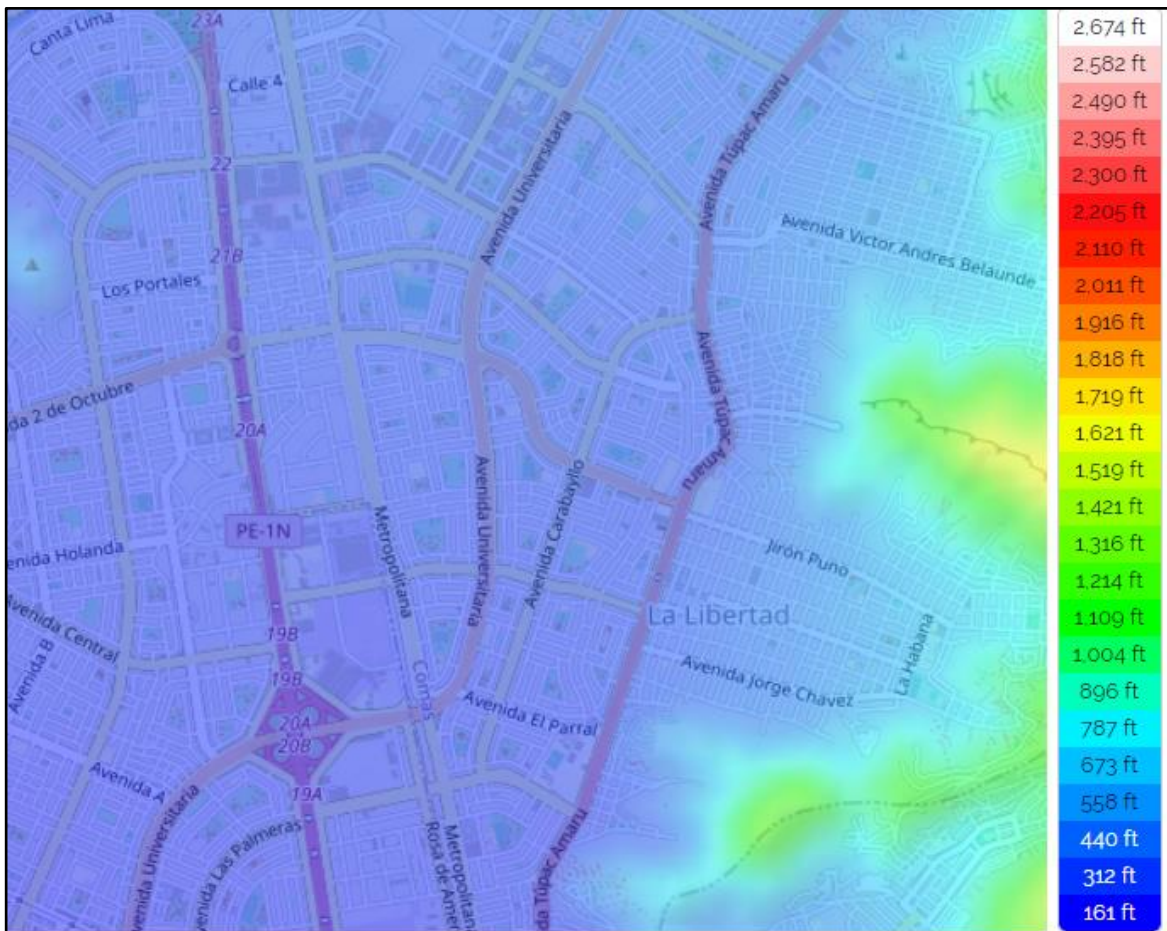 23A
Canta Lima
Calle 4
22
Avenida Universitaria
Avenida Túpac Amaru
Avenida Victor Andres Belaunde
21B
Los Portales
da 2 de Octubre
20A
Avenida Túpac Amaru
Avenida Universitaria
Avenida Carabayllo
PE-1N
Metropolitana
enida Holanda
Jirón Puno
Avenida Central
La Libertad
19B
La Habana
Avenida B
19B
Comas
Avenida Jorge Chavez
20A
20B
Avenida El Parral
Avenida A
19A
Avenida Universitaria
venida Las Palmeras
Metropolitan
Rosa de Amer
da Túpac Amaru
2,674 ft
2,582 ft
2,490 ft
2,395 ft
2,300 ft
2,205 ft
2,110 ft
2,011 ft
1,916 ft
1,818 ft
1,719 ft
1,621 ft
1,519 ft
1,421 ft
1,316 ft
1,214 ft
1,109 ft
1,004 ft
896 ft
787 ft
673 ft
558 ft
440 ft
312 ft
161 ft